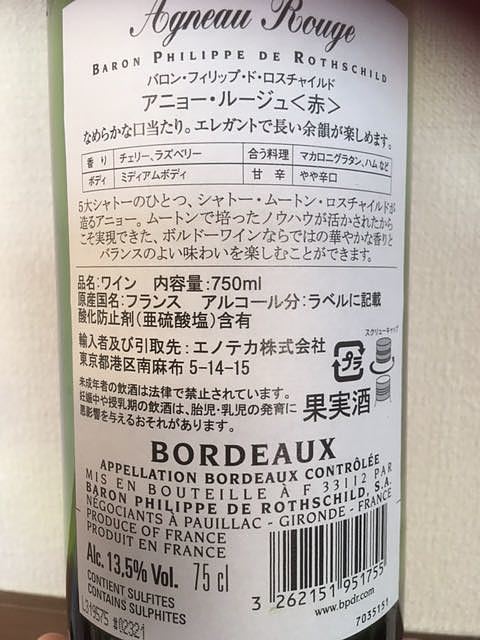 Agneau Rouge
BARON PHILIPPE DE ROTHSCHILD
バロン・フィリップ・ド・ロスチャイルド
アニョー・ルージュ<赤>
なめらかな口当たり。エレガントで長い余韻が楽しめます。
香り チェリー、ラズベリー 合う料理 マカロニグラタン、ハムなど
ボディ ミディアムボディ 甘辛 やや辛口
5大シャトーのひとつ、シャトー・ムートン・ロスチャイルドが
造るアニョー。ムートンで培ったノウハウが活かされたから
こそ実現できた、ボルドーワインならではの華やかな香りと
バランスのよい味わいを楽しむことができます。
品名:ワイン 内容量:750ml
原産国名:フランス アルコール分:ラベルに記載
酸化防止剤(亜硫酸塩)含有
スクリューキャップ
輸入者及び引取先:エノテカ株式会社
東京都港区南麻布 5-14-15
プラ
未成年者の飲酒は法律で禁止されています。
妊娠中や授乳期の飲酒は、胎児・乳児の発育に
悪影響を与えるおそれがあります。
果実酒
BORDEAUX
APPELLATION BORDEAUX CONTRÔLÉE
MIS EN BOUTEILLE À F 33112 PAR
BARON PHILIPPE DE ROTHSCHILD, S.A.
NÉGOCIANTS À PAUILLAC - GIRONDE - FRANCE
PRODUCE OF FRANCE
PRODUIT EN FRANCE
Alc. 13,5% Vol. 75 cl
CONTIENT SULFITES
CONTAINS SULPHITES
L319575 #02321
3 262151 951755
www.bpdr.com
7035151